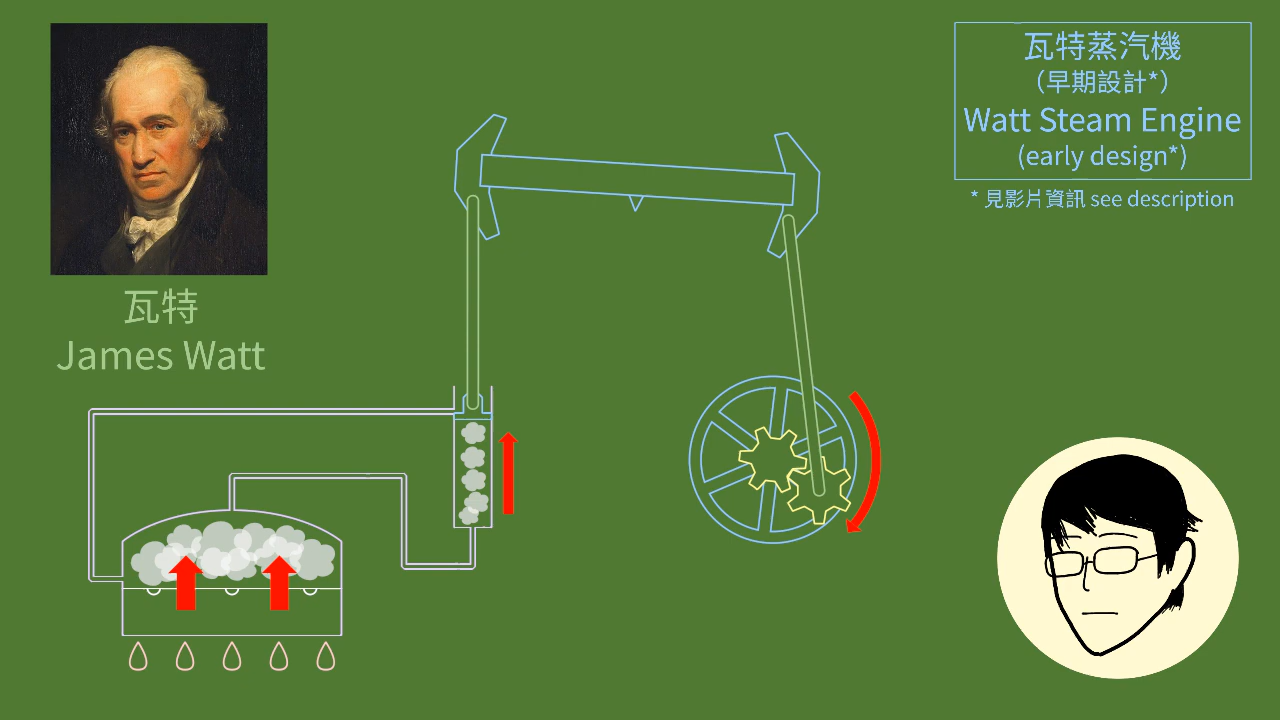 瓦特
James Watt
瓦特蒸汽機
（早期設計*）
Watt Steam Engine
(early design*)
* 見影片資訊 see description